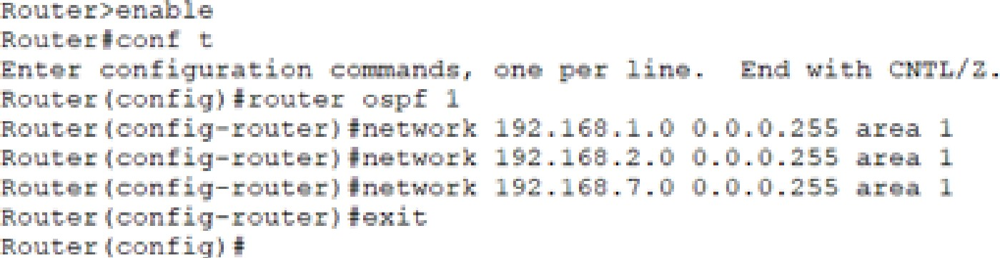 Router>enable
Router#conf t
Enter configuration commands, one per line.  End with CNTL/Z.
Router(config)#router ospf 1
Router(config-router)#network 192.168.1.0 0.0.0.255 area 1
Router(config-router)#network 192.168.2.0 0.0.0.255 area 1
Router(config-router)#network 192.168.7.0 0.0.0.255 area 1
Router(config-router)#exit
Router(config)#